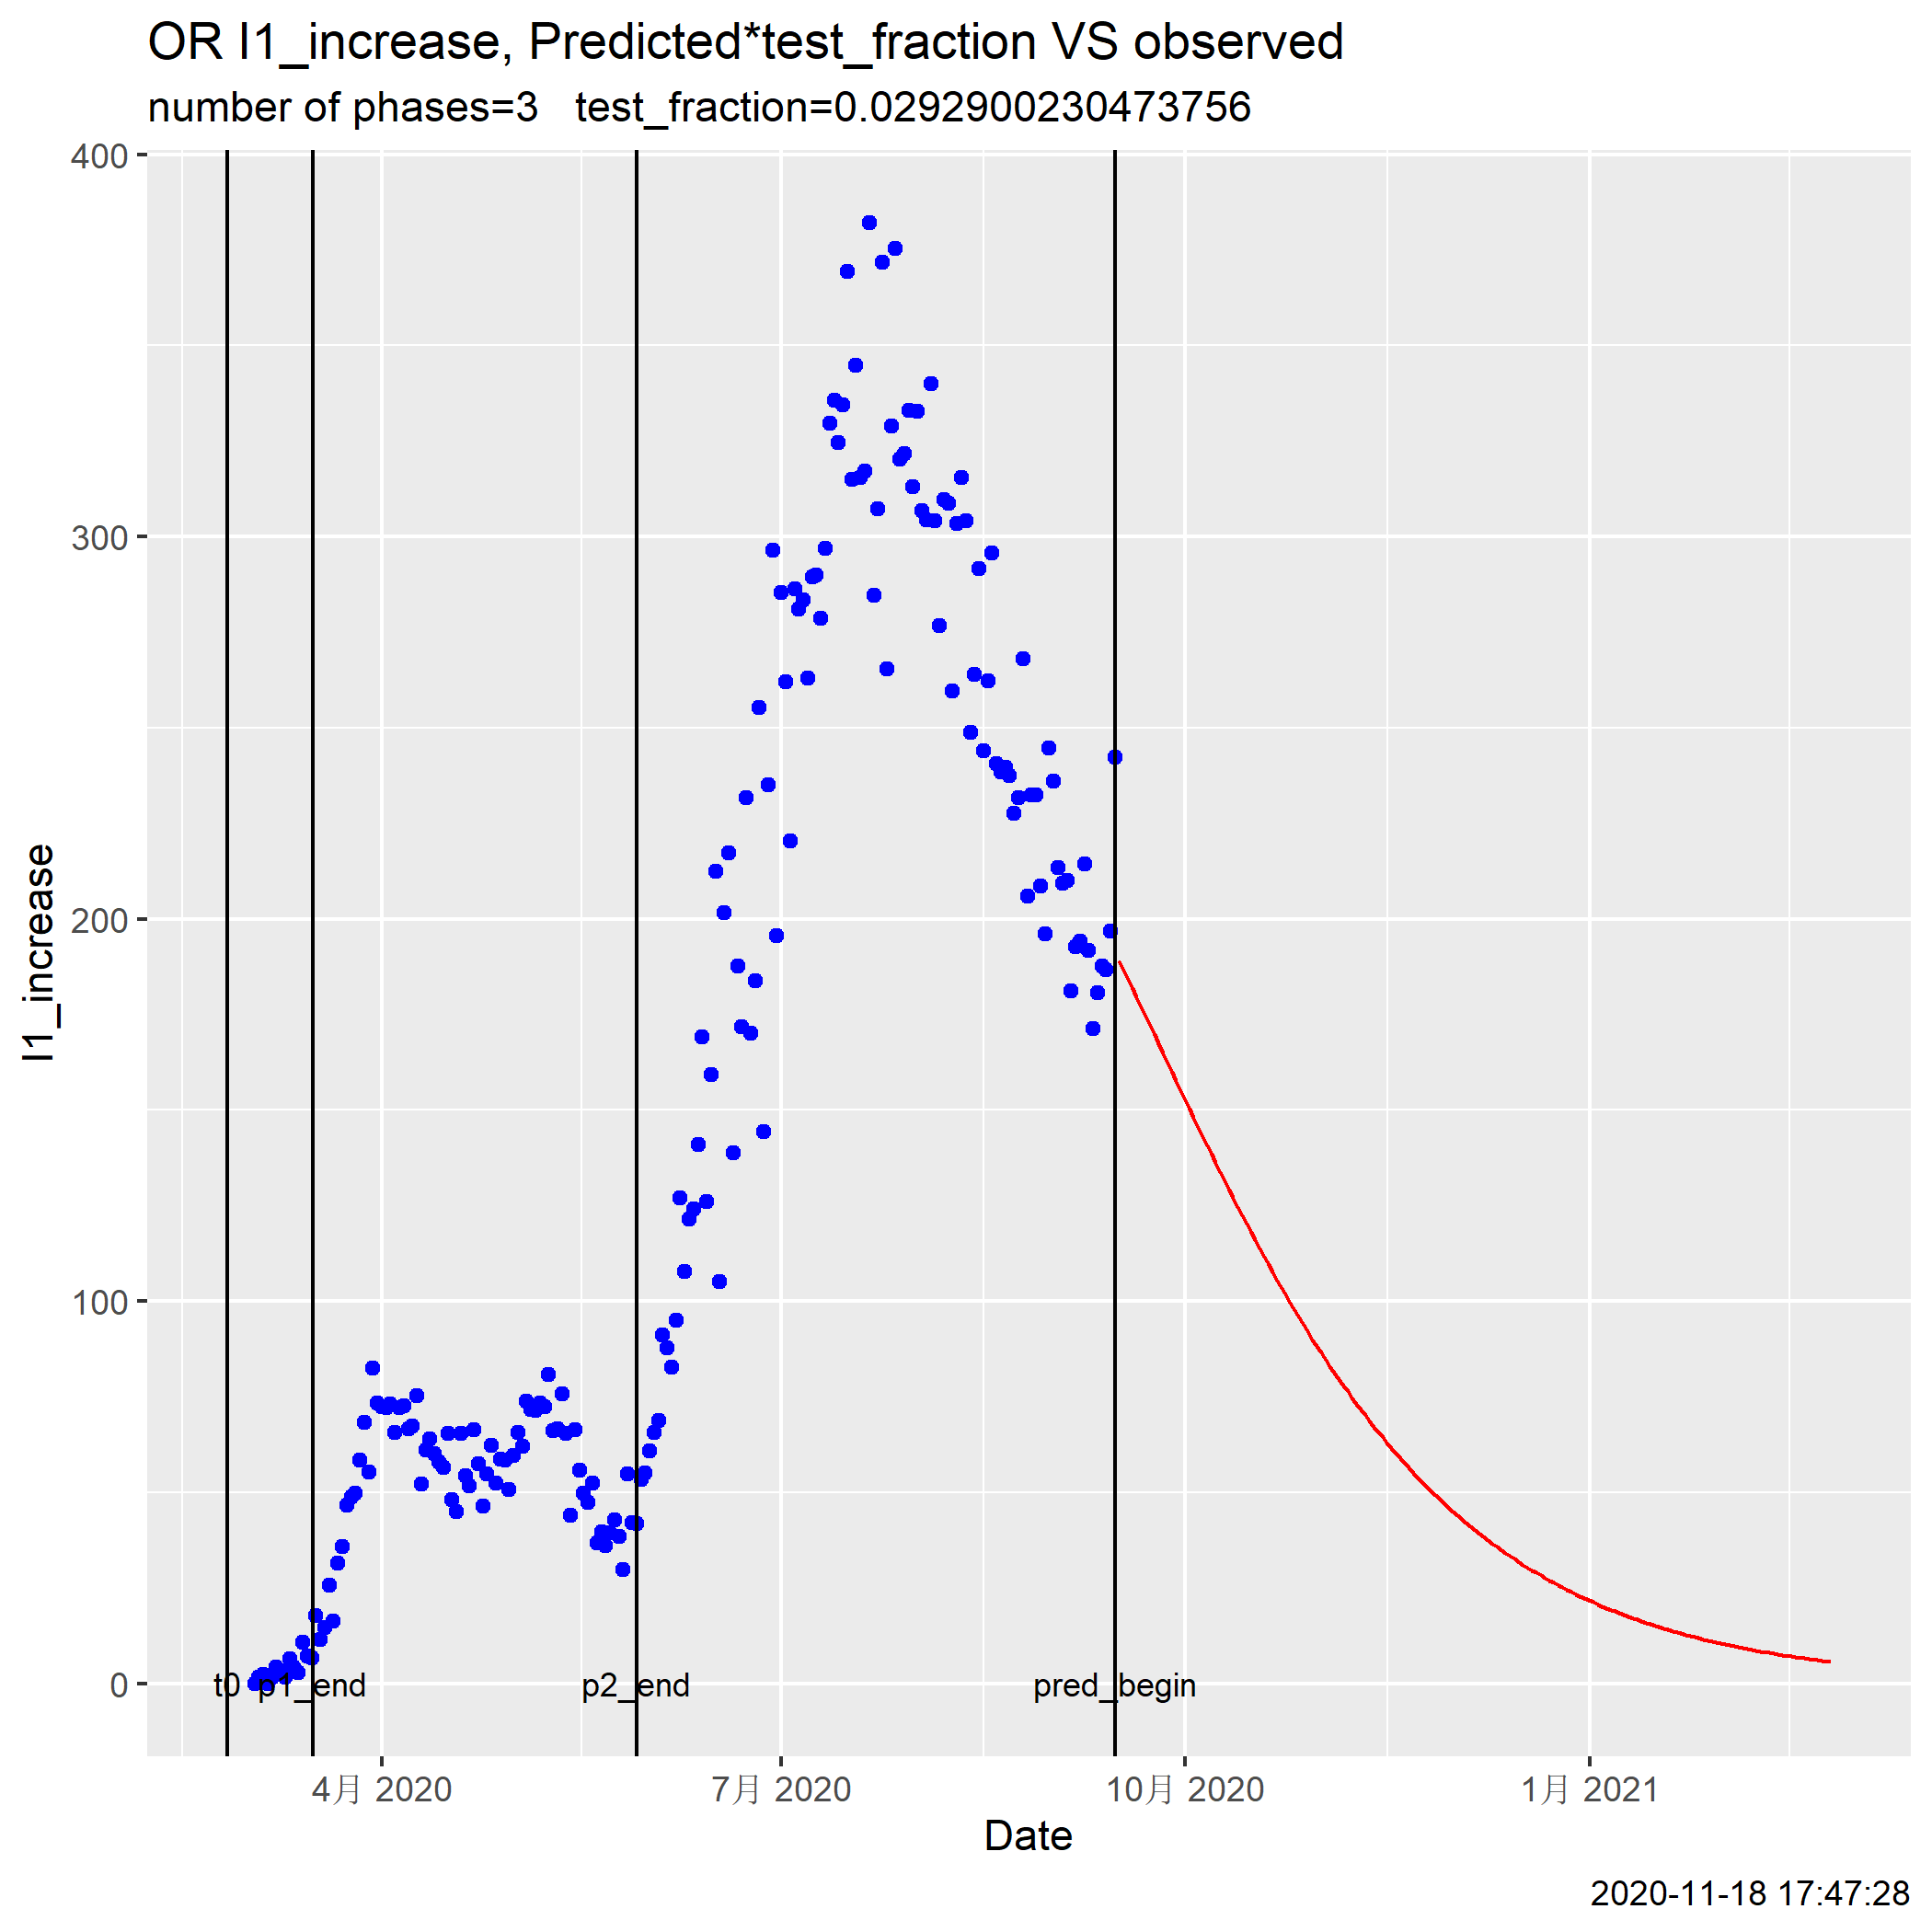 OR I1_increase, Predicted*test_fraction VS observed
number of phases=3 test_fraction=0.0292900230473756
400
300
200
100
0
I1_increase
t0 p1_end p2_end pred_begin
4月 2020 7月 2020 10月 2020 1月 2021
Date
2020-11-18 17:47:28